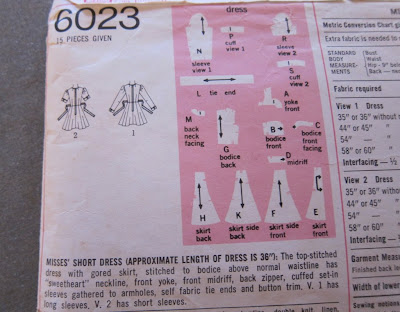 6023
15 PIECES GIVEN
dress
N
sleeve
view 1
P
cuff
view 1
R
sleeve
view 2
S
cuff
view 2
L tie end
A
yoke
front
M
back
neck
facing
G
bodice
back
B
bodice
front
C
bodice
front
facing
D
midriff
2
1
H
skirt
back
K
skirt side
back
F
skirt side
front
E
skirt
front
MISSES' SHORT DRESS (APPROXIMATE LENGTH OF DRESS IS 36"): The top-stitched
dress with gored skirt, stitched to bodice above normal waistline has
"sweetheart" neckline, front yoke, front midriff, back zipper, cuffed set-in
sleeves gathered to armholes, self fabric tie ends and button trim. V. 1 has
long sleeves, V. 2 has short sleeves.
MISS
Metric Conversion Chart
Extra fabric is needed to
STANDARD
BODY
MEASURE-
MENTS
Bust
Waist
Hip - 9"
Back
Fabric required
View 1 Dress
35" or 36" without
44" or 45"
54"
58" or 60"
Interfacing —
View 2 Dress
35" or 36" without
44" or 45"
54"
58" or 60"
Interfacing —
Garment Measu
Finished back
Width of lower
Sewing notions